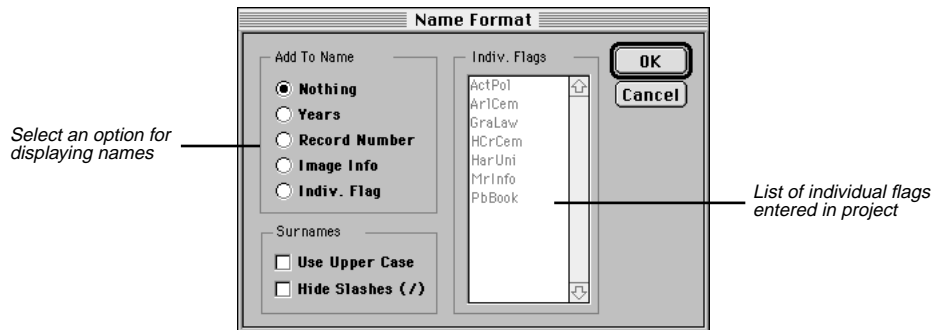 Name Format
Add To Name
Nothing
Years
Record Number
Image Info
Indiv. Flag
Surnames
Use Upper Case
Hide Slashes (/)
Indiv. Flags
ActPol
ArlCem
GraLaw
HCrCem
HarUni
MrInfo
PbBook
OK
Cancel
Select an option for
displaying names
List of individual flags
entered in project